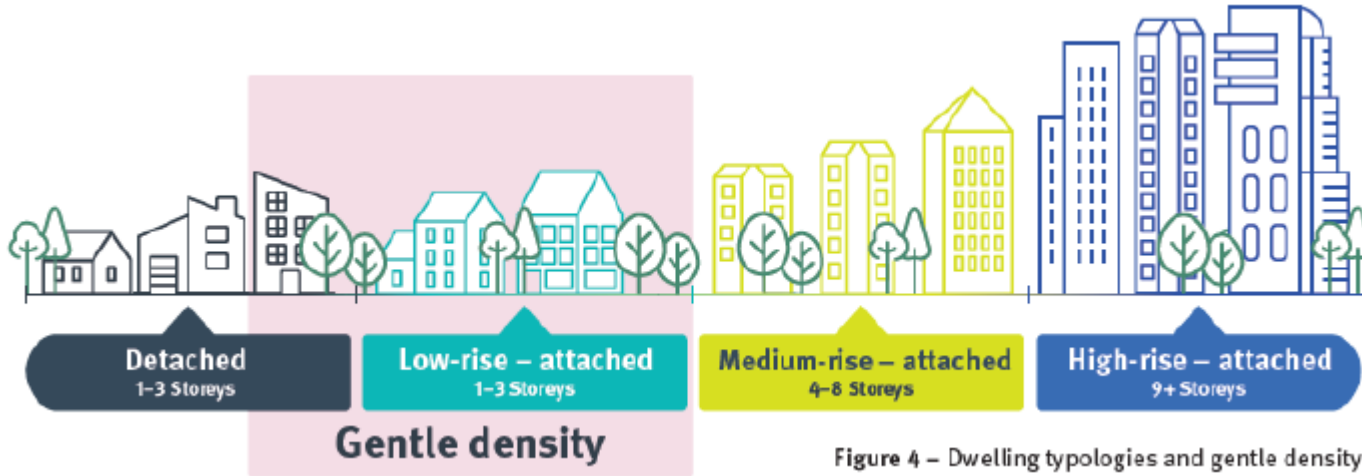 Detached
1–3 Storeys
Low-rise – attached
1–3 Storeys
Medium-rise – attached
4–8 Storeys
High-rise – attached
9+ Storeys
Gentle density
Figure 4 – Dwelling typologies and gentle density